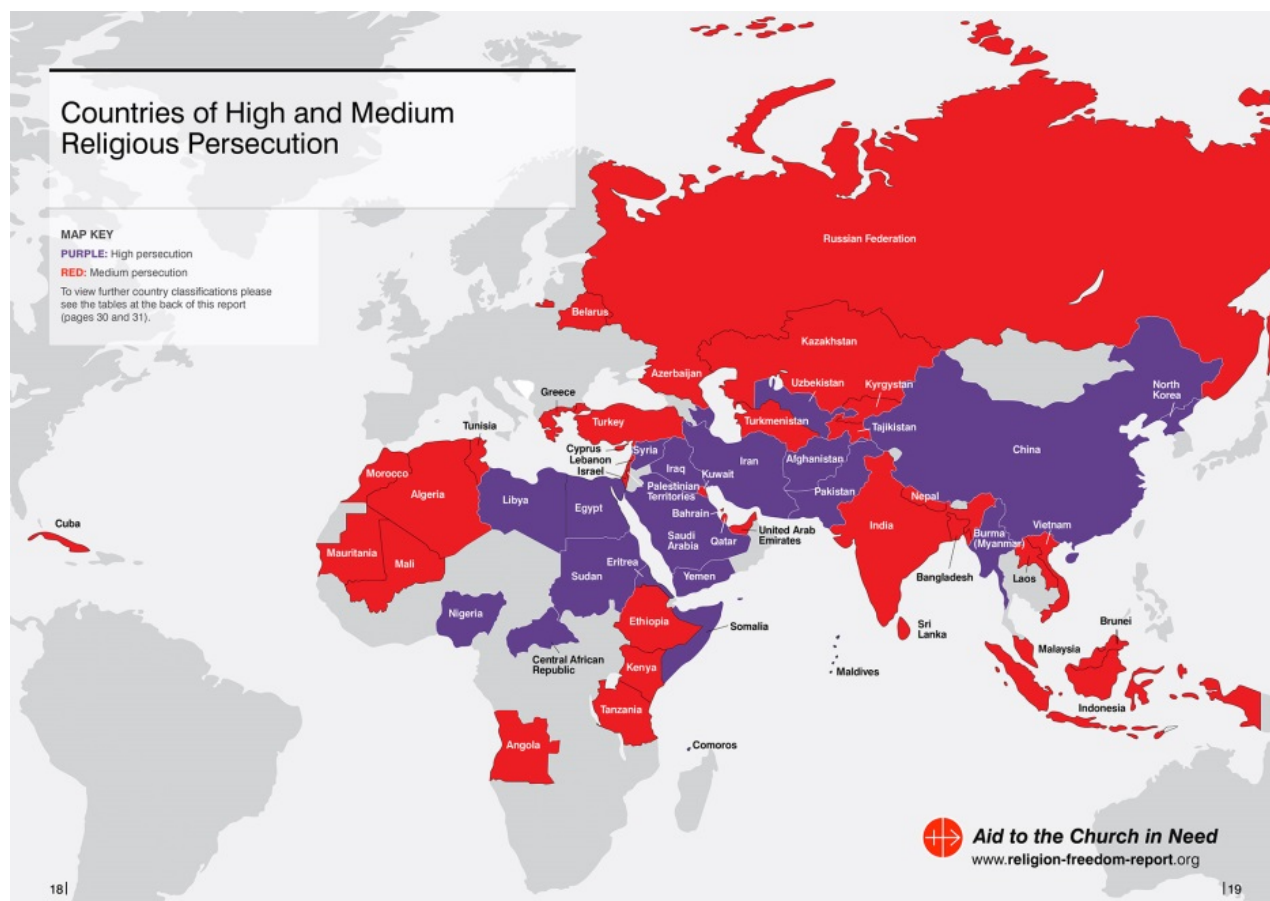 Countries of High and Medium
Religious Persecution
MAP KEY
PURPLE: High persecution
RED: Medium persecution
To view further country classifications please
see the tables at the back of this report
(pages 30 and 31).
Russian Federation
Belarus
Kazakhstan
Azerbaijan
Uzbekistan
Kyrgystan
North
Korea
Greece
Turkey
Turkmenistan
Tajikistan
Tunisia
Cyprus
Lebanon
Israel
Syria
Iraq
Iran
Afghanistan
China
Morocco
Algeria
Libya
Egypt
Palestinian
Territories
Kuwait
Pakistan
Nepal
Bahrain
Cuba
Saudi
Arabia
Qatar
United Arab
Emirates
India
Burma
(Myanmar)
Vietnam
Mauritania
Mali
Sudan
Eritrea
Yemen
Bangladesh
Laos
Nigeria
Ethiopia
Somalia
Sri
Lanka
Brunei
Malaysia
Central African
Republic
Kenya
Maldives
Tanzania
Indonesia
Angola
Comoros
Aid to the Church in Need
www.religion-freedom-report.org
18|
|19